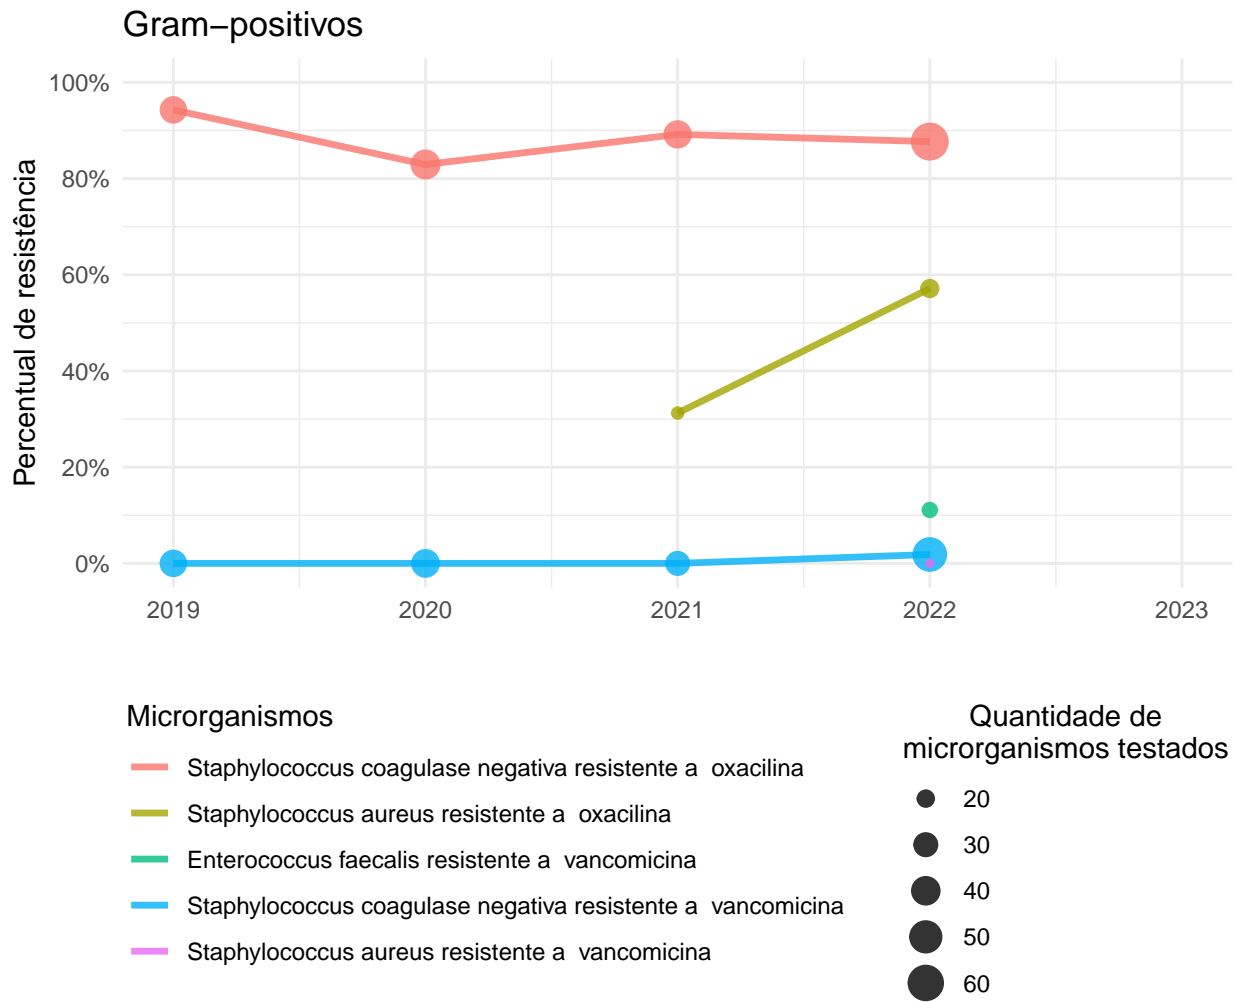 Gram−positivos
Percentual de resistência
100%
80%
60%
40%
20%
0%
2019
2020
2021
2022
2023
Microrganismos
Staphylococcus coagulase negativa resistente a  oxacilina
Staphylococcus aureus resistente a  oxacilina
Enterococcus faecalis resistente a  vancomicina
Staphylococcus coagulase negativa resistente a  vancomicina
Staphylococcus aureus resistente a  vancomicina
Quantidade de
microrganismos testados
20
30
40
50
60